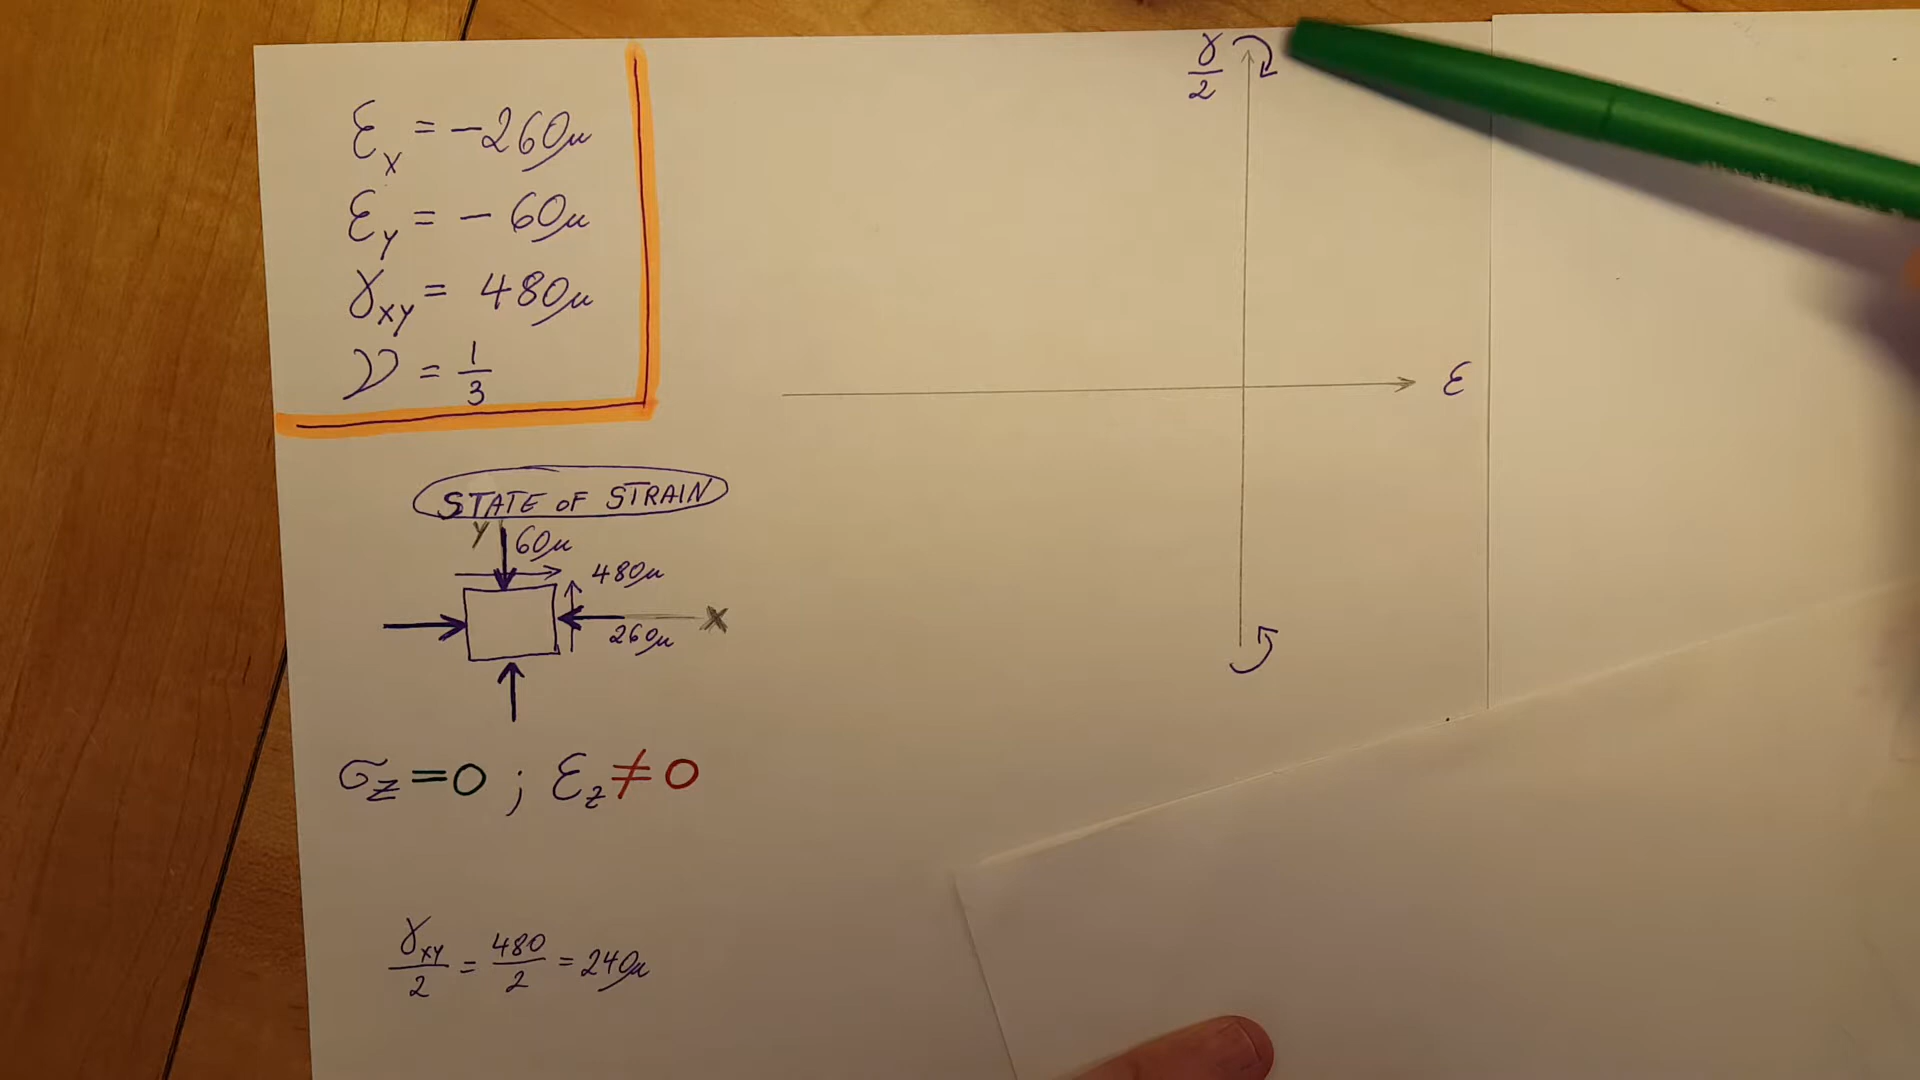 εx = -260μ
εy = - 60μ
γxy = 480μ
ν = 1/3
STATE OF STRAIN
y
60μ
480μ
x
260μ
σz = 0 ; εz ≠ 0
γxy/2 = 480/2 = 240μ
γ/2
ε